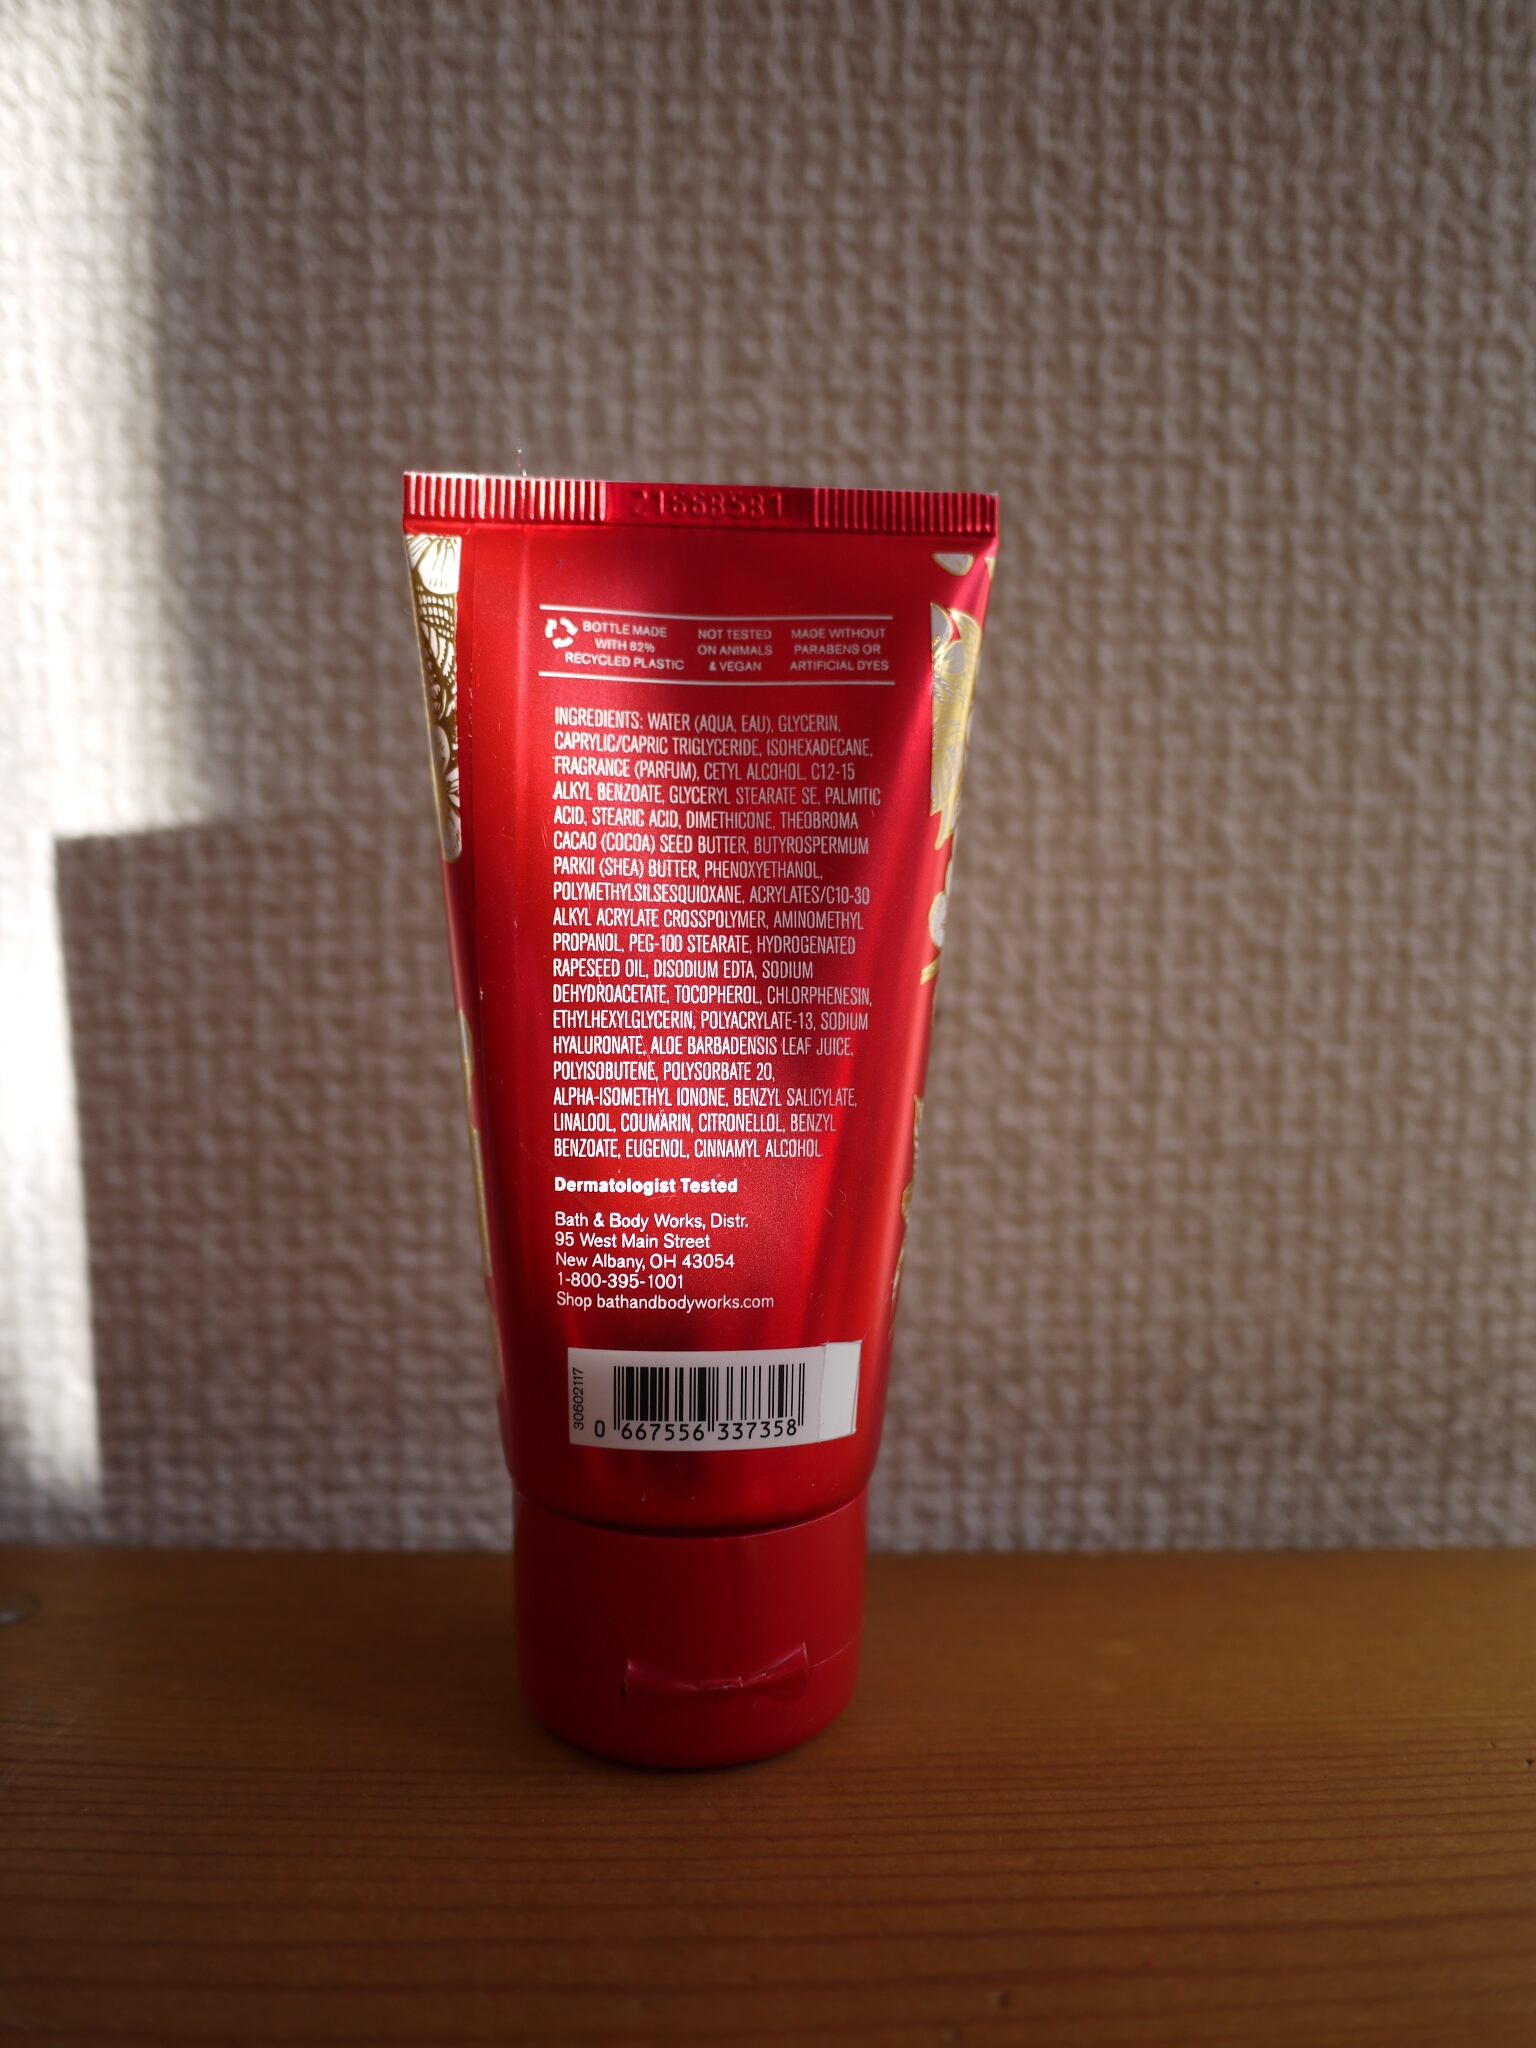 21668581
BOTTLE MADE
WITH 82%
RECYCLED PLASTIC
NOT TESTED
ON ANIMALS
& VEGAN
MADE WITHOUT
PARABENS OR
ARTIFICIAL DYES
INGREDIENTS: WATER (AQUA, EAU), GLYCERIN,
CAPRYLIC/CAPRIC TRIGLYCERIDE, ISOHEXADECANE,
FRAGRANCE (PARFUM), CETYL ALCOHOL, C12-15
ALKYL BENZOATE, GLYCERYL STEARATE SE, PALMITIC
ACID, STEARIC ACID, DIMETHICONE, THEOBROMA
CACAO (COCOA) SEED BUTTER, BUTYROSPERMUM
PARKII (SHEA) BUTTER, PHENOXYETHANOL,
POLYMETHYLSILSESQUIOXANE, ACRYLATES/C10-30
ALKYL ACRYLATE CROSSPOLYMER, AMINOMETHYL
PROPANOL, PEG-100 STEARATE, HYDROGENATED
RAPESEED OIL, DISODIUM EDTA, SODIUM
DEHYDROACETATE, TOCOPHEROL, CHLORPHENESIN,
ETHYLHEXYLGLYCERIN, POLYACRYLATE-13, SODIUM
HYALURONATE, ALOE BARBADENSIS LEAF JUICE,
POLYISOBUTENE, POLYSORBATE 20,
ALPHA-ISOMETHYL IONONE, BENZYL SALICYLATE,
LINALOOL, COUMARIN, CITRONELLOL, BENZYL
BENZOATE, EUGENOL, CINNAMYL ALCOHOL.
Dermatologist Tested
Bath & Body Works, Distr.
95 West Main Street
New Albany, OH 43054
1-800-395-1001
Shop bathandbodyworks.com
30602117
0 667556 337358